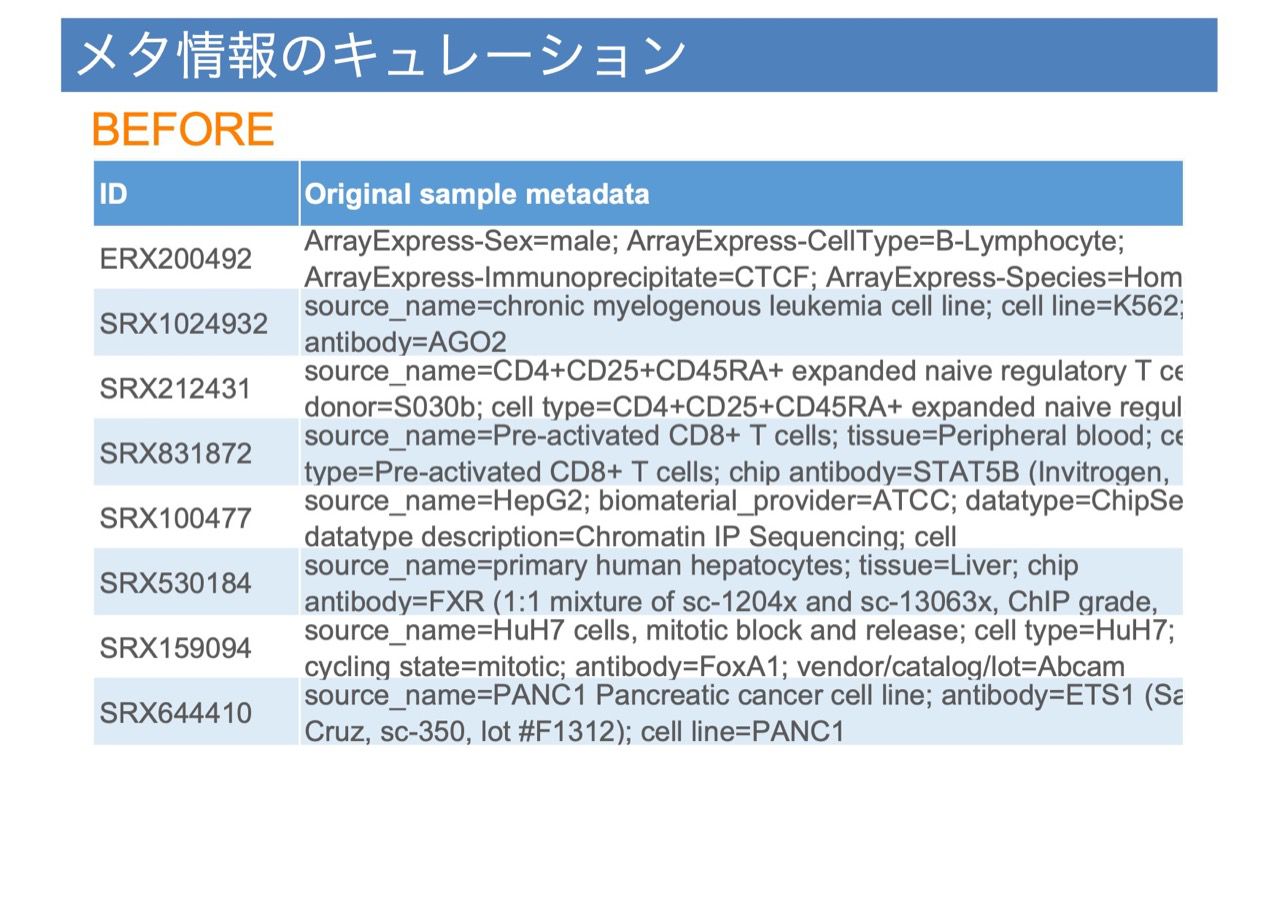 メタ情報のキュレーション
BEFORE
ID Original sample metadata
ERX200492 ArrayExpress-Sex=male; ArrayExpress-CellType=B-Lymphocyte;
ArrayExpress-Immunoprecipitate=CTCF; ArrayExpress-Species=Hom
SRX1024932 source_name=chronic myelogenous leukemia cell line; cell line=K562;
antibody=AGO2
SRX212431 source_name=CD4+CD25+CD45RA+ expanded naive regulatory T ce
donor=S030b; cell type=CD4+CD25+CD45RA+ expanded naive regul
SRX831872 source_name=Pre-activated CD8+ T cells; tissue=Peripheral blood; ce
type=Pre-activated CD8+ T cells; chip antibody=STAT5B (Invitrogen,
SRX100477 source_name=HepG2; biomaterial_provider=ATCC; datatype=ChipSe
datatype description=Chromatin IP Sequencing; cell
SRX530184 source_name=primary human hepatocytes; tissue=Liver; chip
antibody=FXR (1:1 mixture of sc-1204x and sc-13063x, ChIP grade,
SRX159094 source_name=HuH7 cells, mitotic block and release; cell type=HuH7;
cycling state=mitotic; antibody=FoxA1; vendor/catalog/lot=Abcam
SRX644410 source_name=PANC1 Pancreatic cancer cell line; antibody=ETS1 (Sa
Cruz, sc-350, lot #F1312); cell line=PANC1